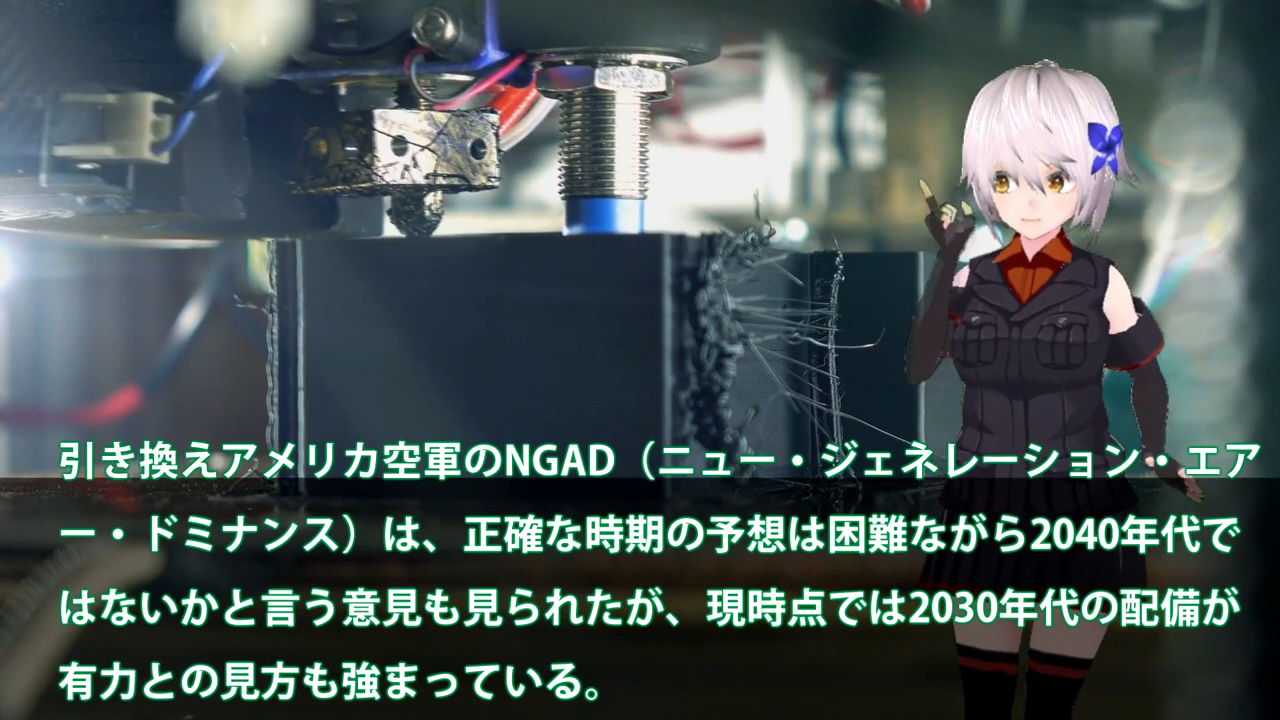 引き換えアメリカ空軍のNGAD（ニュー・ジェネレーション・エア
ー・ドミナンス）は、正確な時期の予想は困難ながら2040年代で
はないかと言う意見も見られたが、現時点では2030年代の配備が
有力との見方も強まっている。